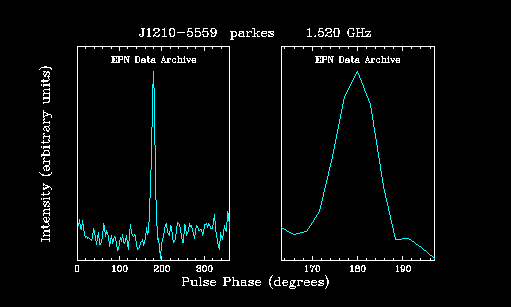 J1210-5559 parkes 1.520 GHz
EPN Data Archive EPN Data Archive
Intensity (arbitrary units)
0 100 200 300 170 180 190
Pulse Phase (degrees)